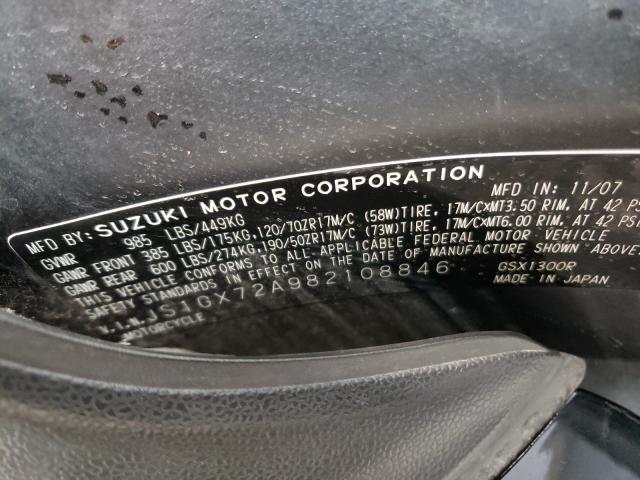 MFD BY: SUZUKI MOTOR CORPORATION MFD IN: 11/07
GVWR 985 LBS/449KG
GAWR FRONT 385 LBS/175KG, 120/70ZR17M/C (58W)TIRE, 17M/C×MT3.50 RIM. AT 42 PS
GAWR REAR 600 LBS/274KG, 190/50ZR17M/C (73W)TIRE, 17M/C×MT6.00 RIM. AT 42 PS
THIS VEHICLE CONFORMS TO ALL APPLICABLE FEDERAL MOTOR VEHICLE
SAFETY STANDARDS IN EFFECT ON THE DATE OF MANUFACTURE SHOWN ABOVE.
V.I.N. JS1GX72A982108846 GSX1300R
MOTORCYCLE MADE IN JAPAN